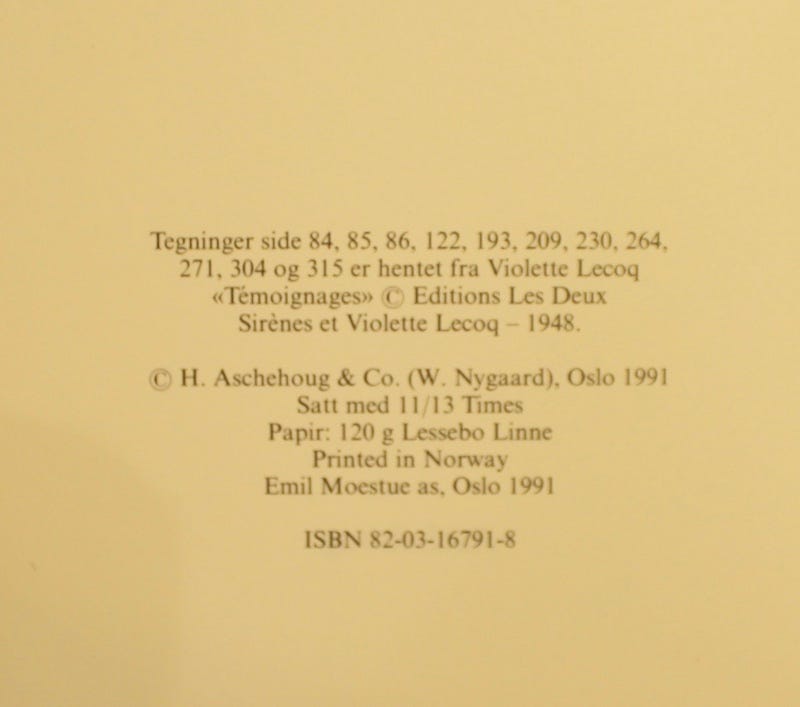 Tegninger side 84, 85, 86, 122, 193, 209, 230, 264,
271, 304 og 315 er hentet fra Violette Lecoq
«Témoignages» © Editions Les Deux
Sirènes et Violette Lecoq – 1948.
© H. Aschehoug & Co. (W. Nygaard), Oslo 1991
Satt med 11/13 Times
Papir: 120 g Lessebo Linne
Printed in Norway
Emil Moestue as, Oslo 1991
ISBN 82-03-16791-8